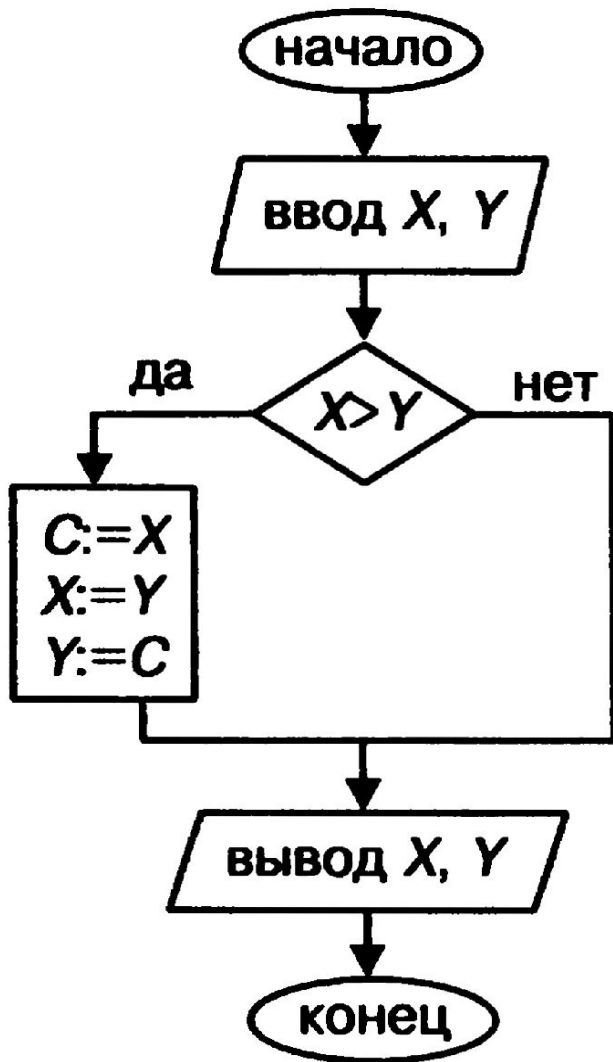 начало
ввод X, Y
да
X>Y
нет
C:=X
X:=Y
Y:=C
вывод X, Y
конец